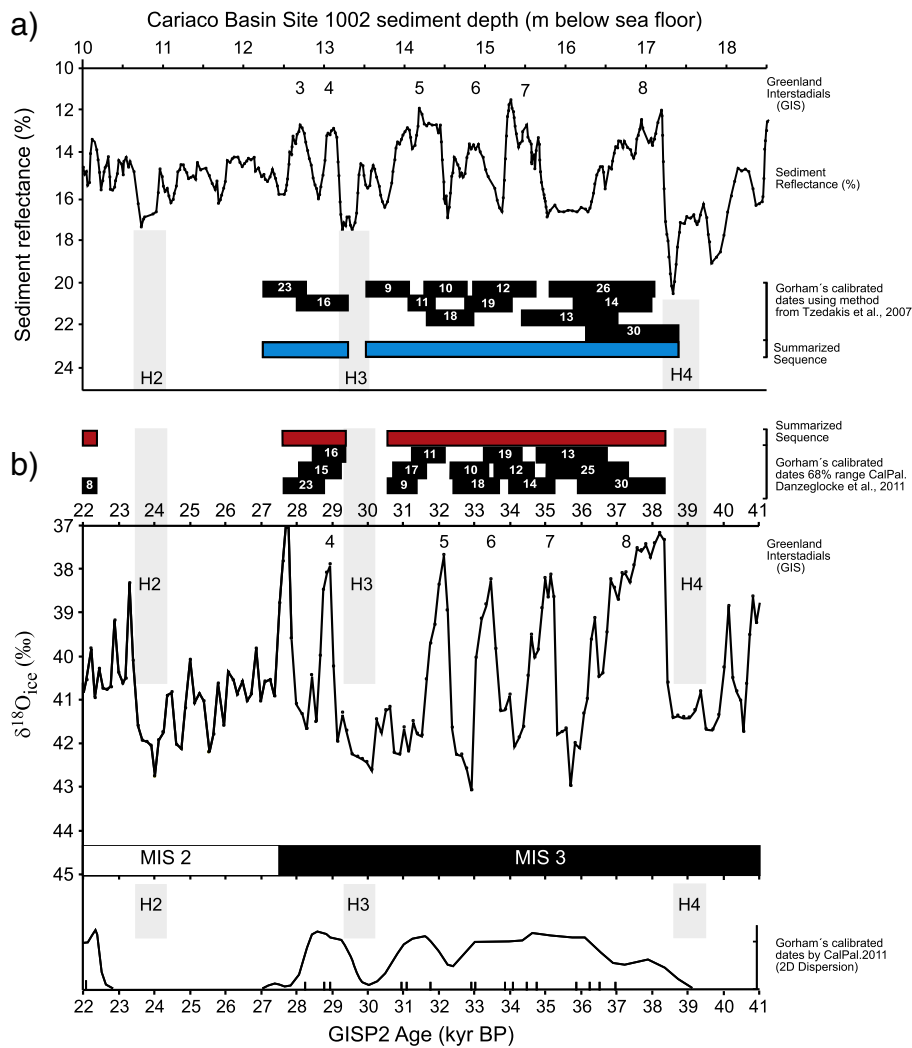 a)
Cariaco Basin Site 1002 sediment depth (m below sea floor)
10 11 12 13 14 15 16 17 18
10
12
14
16
18
20
22
24
Sediment reflectance (%)
3 4 5 6 7 8
Greenland
Interstadials
(GIS)
Sediment
Reflectance (%)
23 9 10 12 26
16 11 19 14
18 13
30
Gorham´s calibrated
dates using method
from Tzedakis et al., 2007
Summarized
Sequence
H2 H3 H4
b)
Summarized
Sequence
16 11 19 13
15 17 10 12 25
8 23 9 18 14 30
Gorham´s calibrated
dates 68% range CalPal.
Danzeglocke et al., 2011
22 23 24 25 26 27 28 29 30 31 32 33 34 35 36 37 38 39 40 41
37
38
39
40
41
42
43
44
45
δ18Oice (‰)
4 5 6 7 8
Greenland
Interstadials
(GIS)
H2 H3 H4
MIS 2 MIS 3
H2 H3 H4
Gorham´s calibrated
dates by CalPal.2011
(2D Dispersion)
22 23 24 25 26 27 28 29 30 31 32 33 34 35 36 37 38 39 40 41
GISP2 Age (kyr BP)